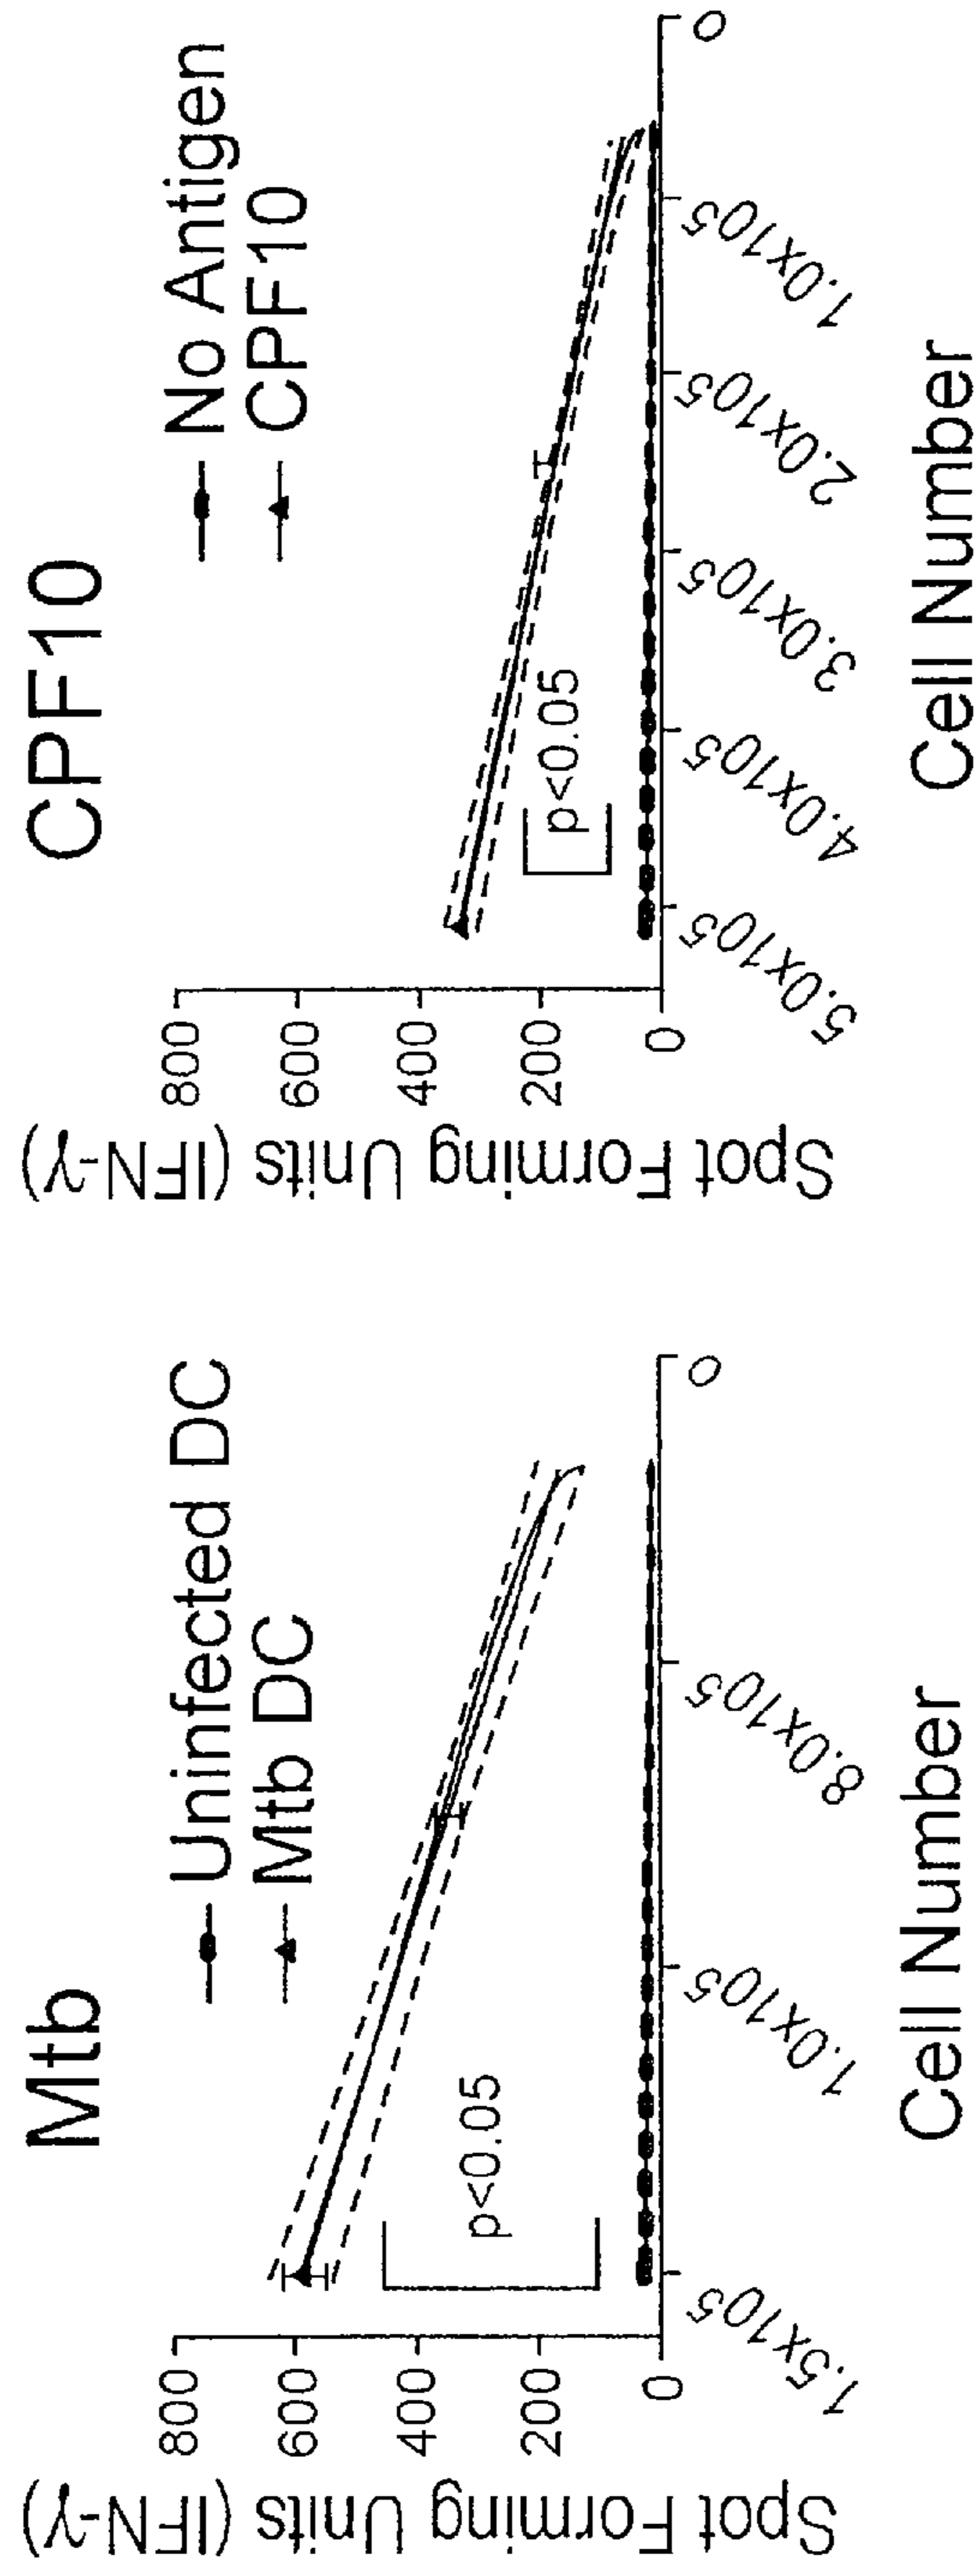 Mtb
Uninfected DC
Mtb DC
Spot Forming Units (IFN-γ)
800
600
400
200
0
p<0.05
1.5x10⁵
1.0x10⁵
8.0x10⁵
0
Cell Number
CPF10
No Antigen
CPF10
Spot Forming Units (IFN-γ)
800
600
400
200
0
p<0.05
5.0x10⁵
4.0x10⁵
3.0x10⁵
2.0x10⁵
1.0x10⁵
0
Cell Number